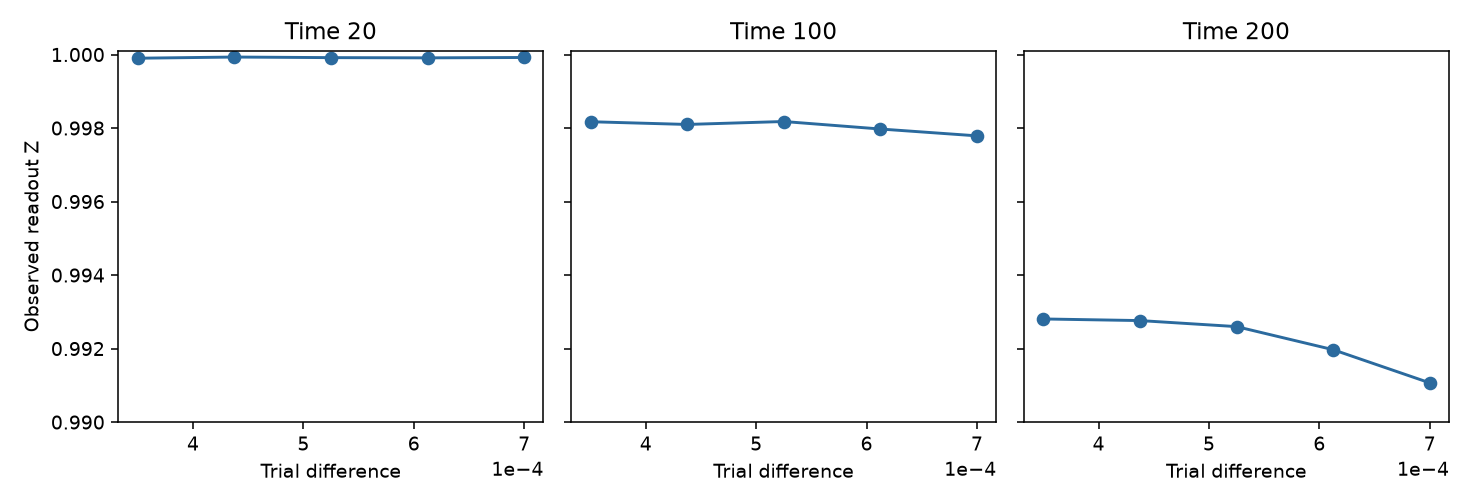 Time 20
Time 100
Time 200
Observed readout Z
1.000
0.998
0.996
0.994
0.992
0.990
4 5 6 7
4 5 6 7
4 5 6 7
1e−4
1e−4
1e−4
Trial difference
Trial difference
Trial difference